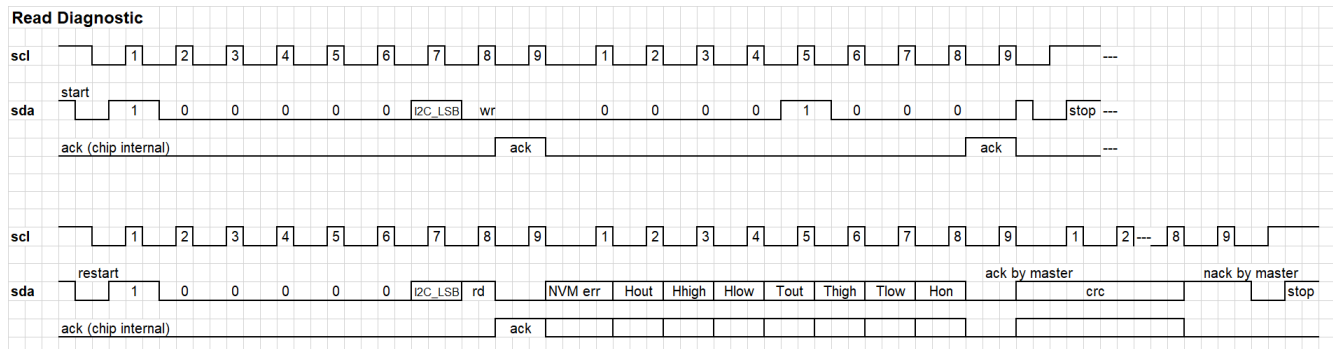 Read Diagnostic
scl 1 2 3 4 5 6 7 8 9 1 2 3 4 5 6 7 8 9 ---
start
sda 1 0 0 0 0 0 I2C_LSB wr 0 0 0 0 1 0 0 0 stop ---
ack (chip internal) ack ack ---
scl 1 2 3 4 5 6 7 8 9 1 2 3 4 5 6 7 8 9 1 2 --- 8 9
restart ack by master nack by master
sda 1 0 0 0 0 0 I2C_LSB rd NVM err Hout Hhigh Hlow Tout Thigh Tlow Hon crc stop
ack (chip internal) ack